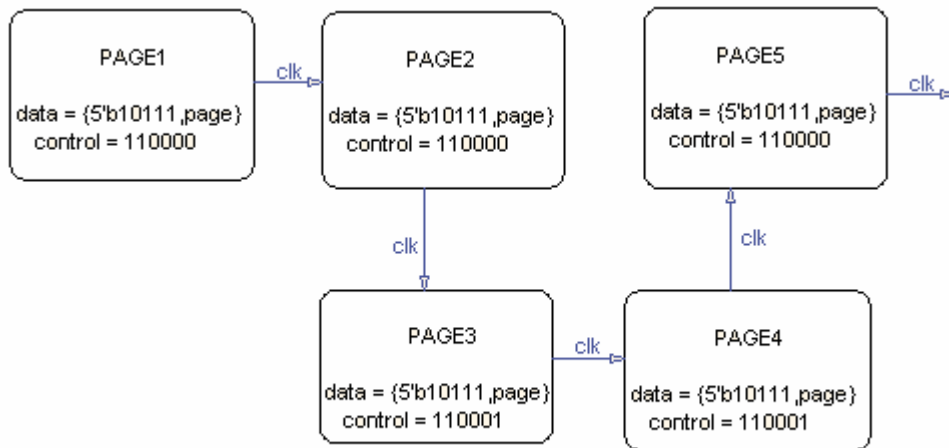 PAGE1
data = {5'b10111,page}
control = 110000
clk
PAGE2
data = {5'b10111,page}
control = 110000
clk
PAGE3
data = {5'b10111,page}
control = 110001
clk
PAGE4
data = {5'b10111,page}
control = 110001
clk
PAGE5
data = {5'b10111,page}
control = 110000
clk